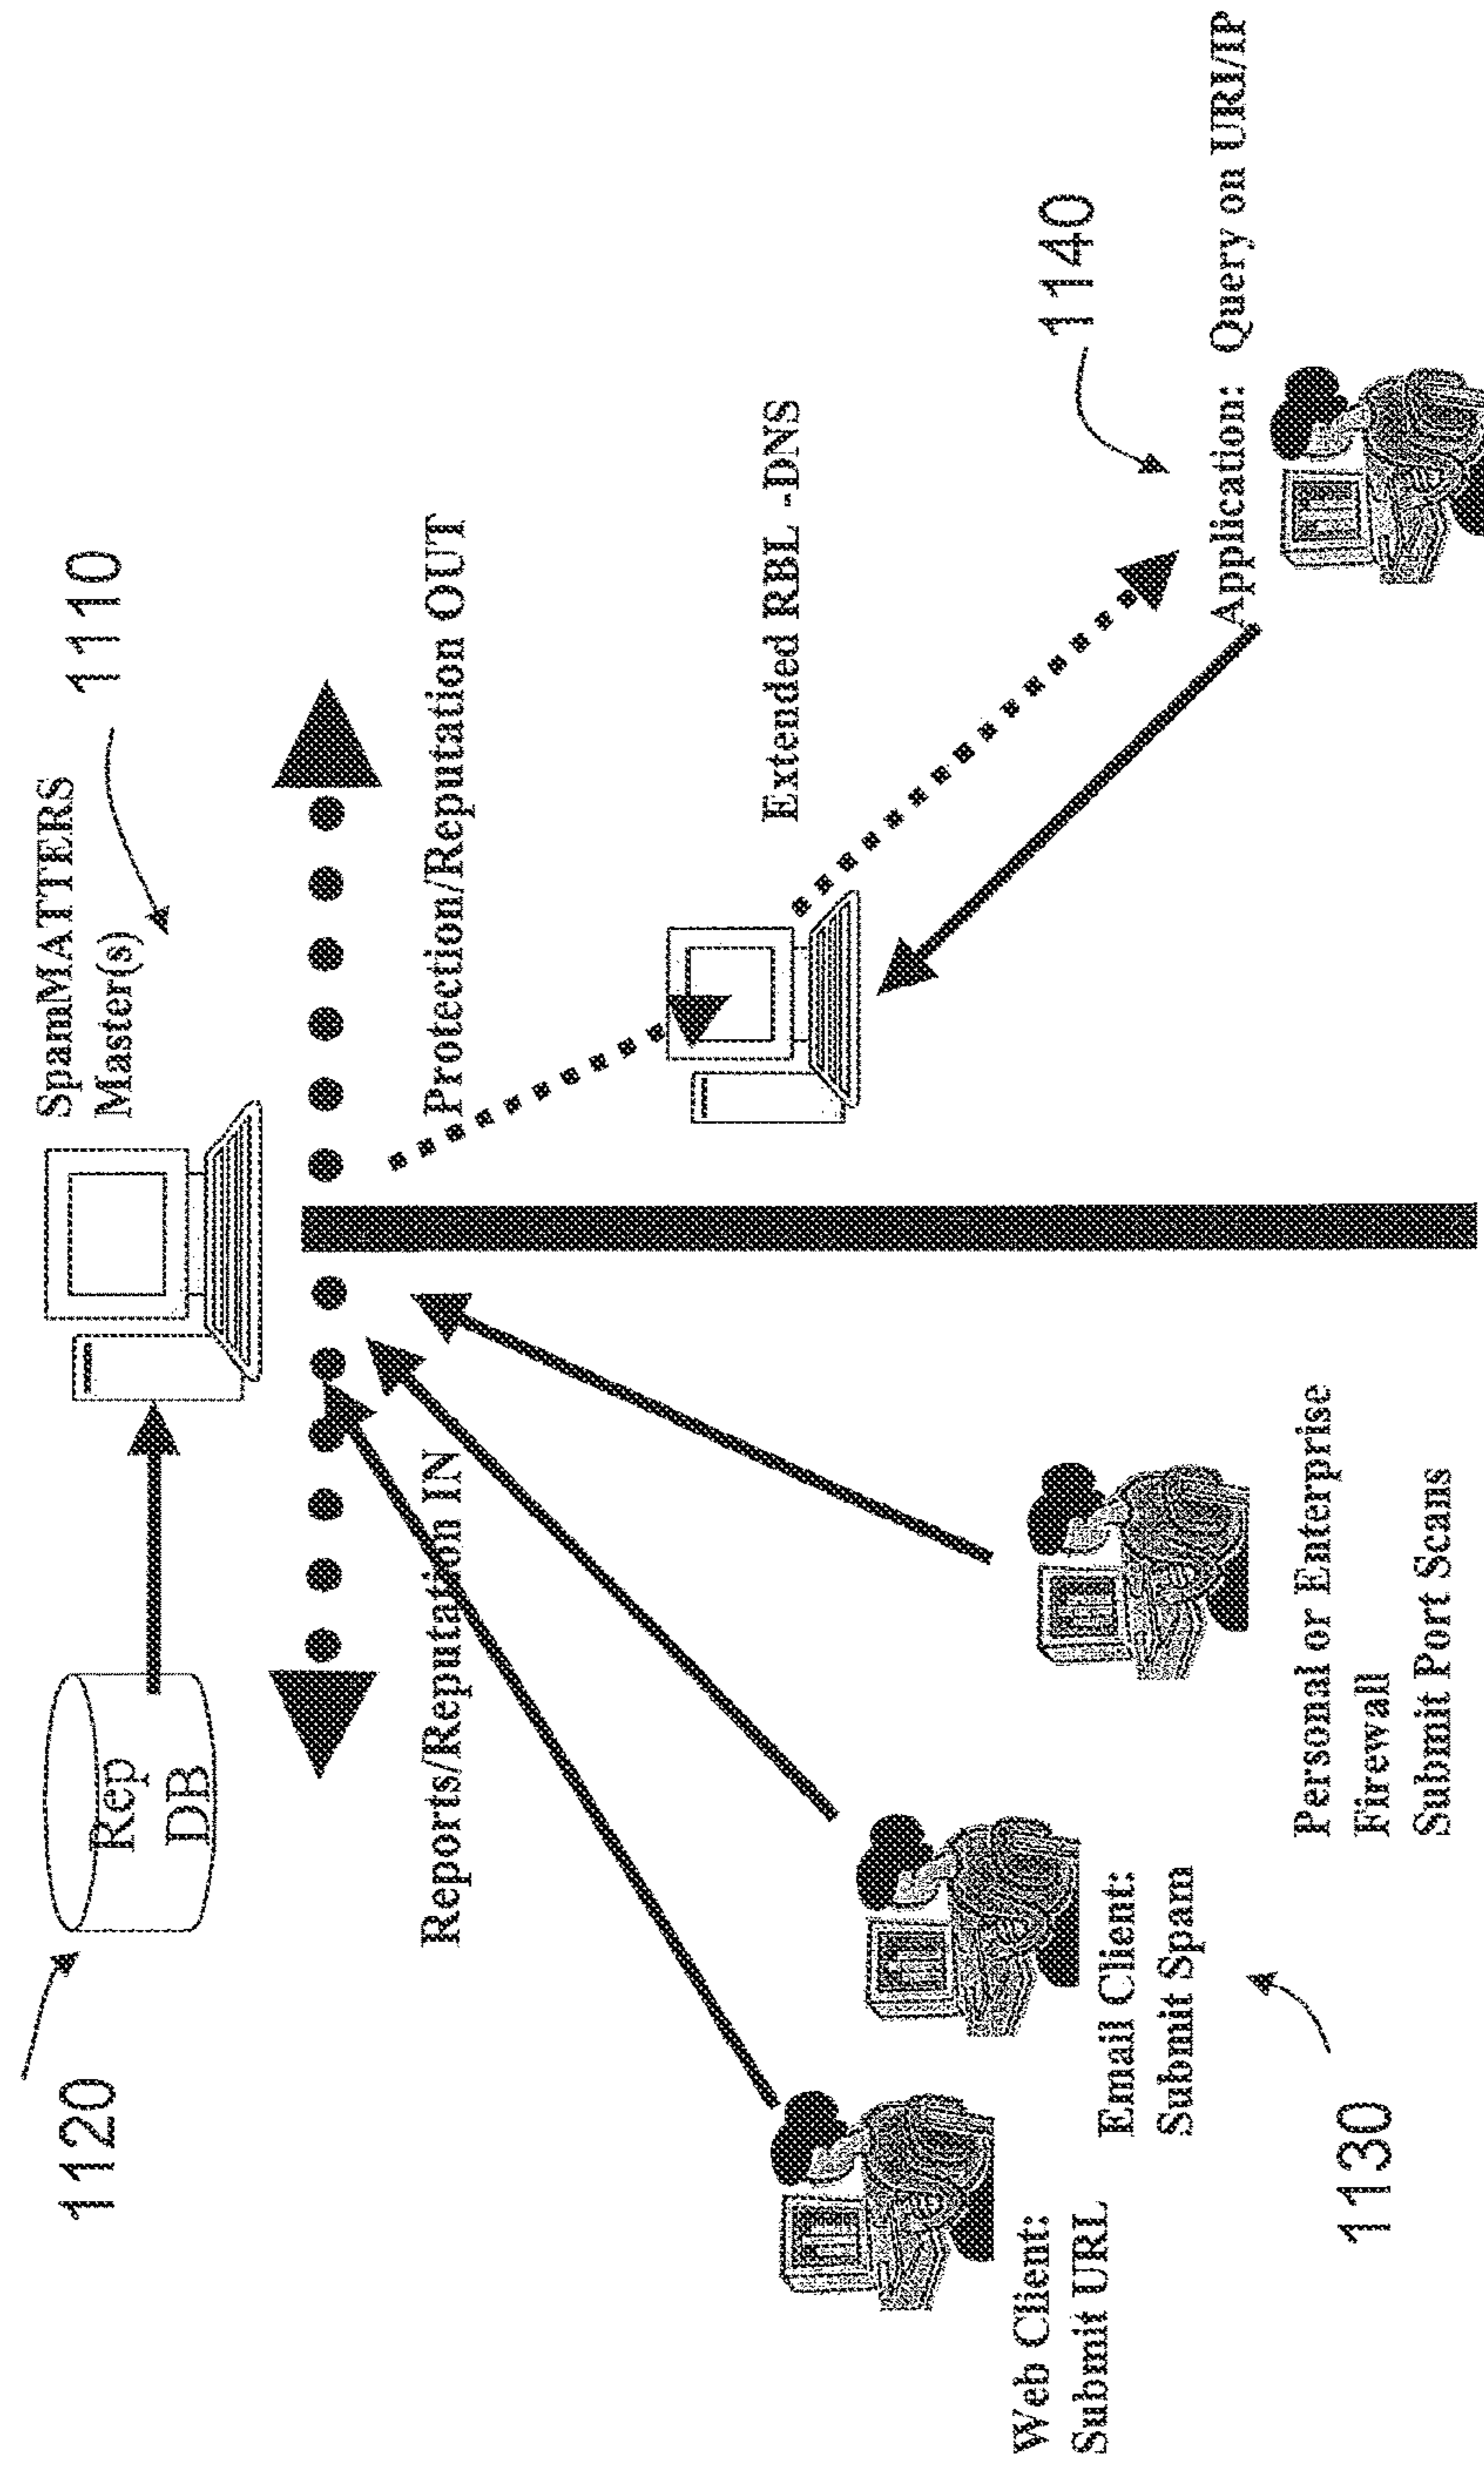 1120
Rep
DB
SpamMATTERS
Master(s)
1110
Reports/Reputation IN
Protection/Reputation OUT
Extended RBL -DNS
1140
Web Client:
Submit URL
Email Client:
Submit Spam
1130
Personal or Enterprise
Firewall
Submit Port Scans
Application: Query on URI/IP